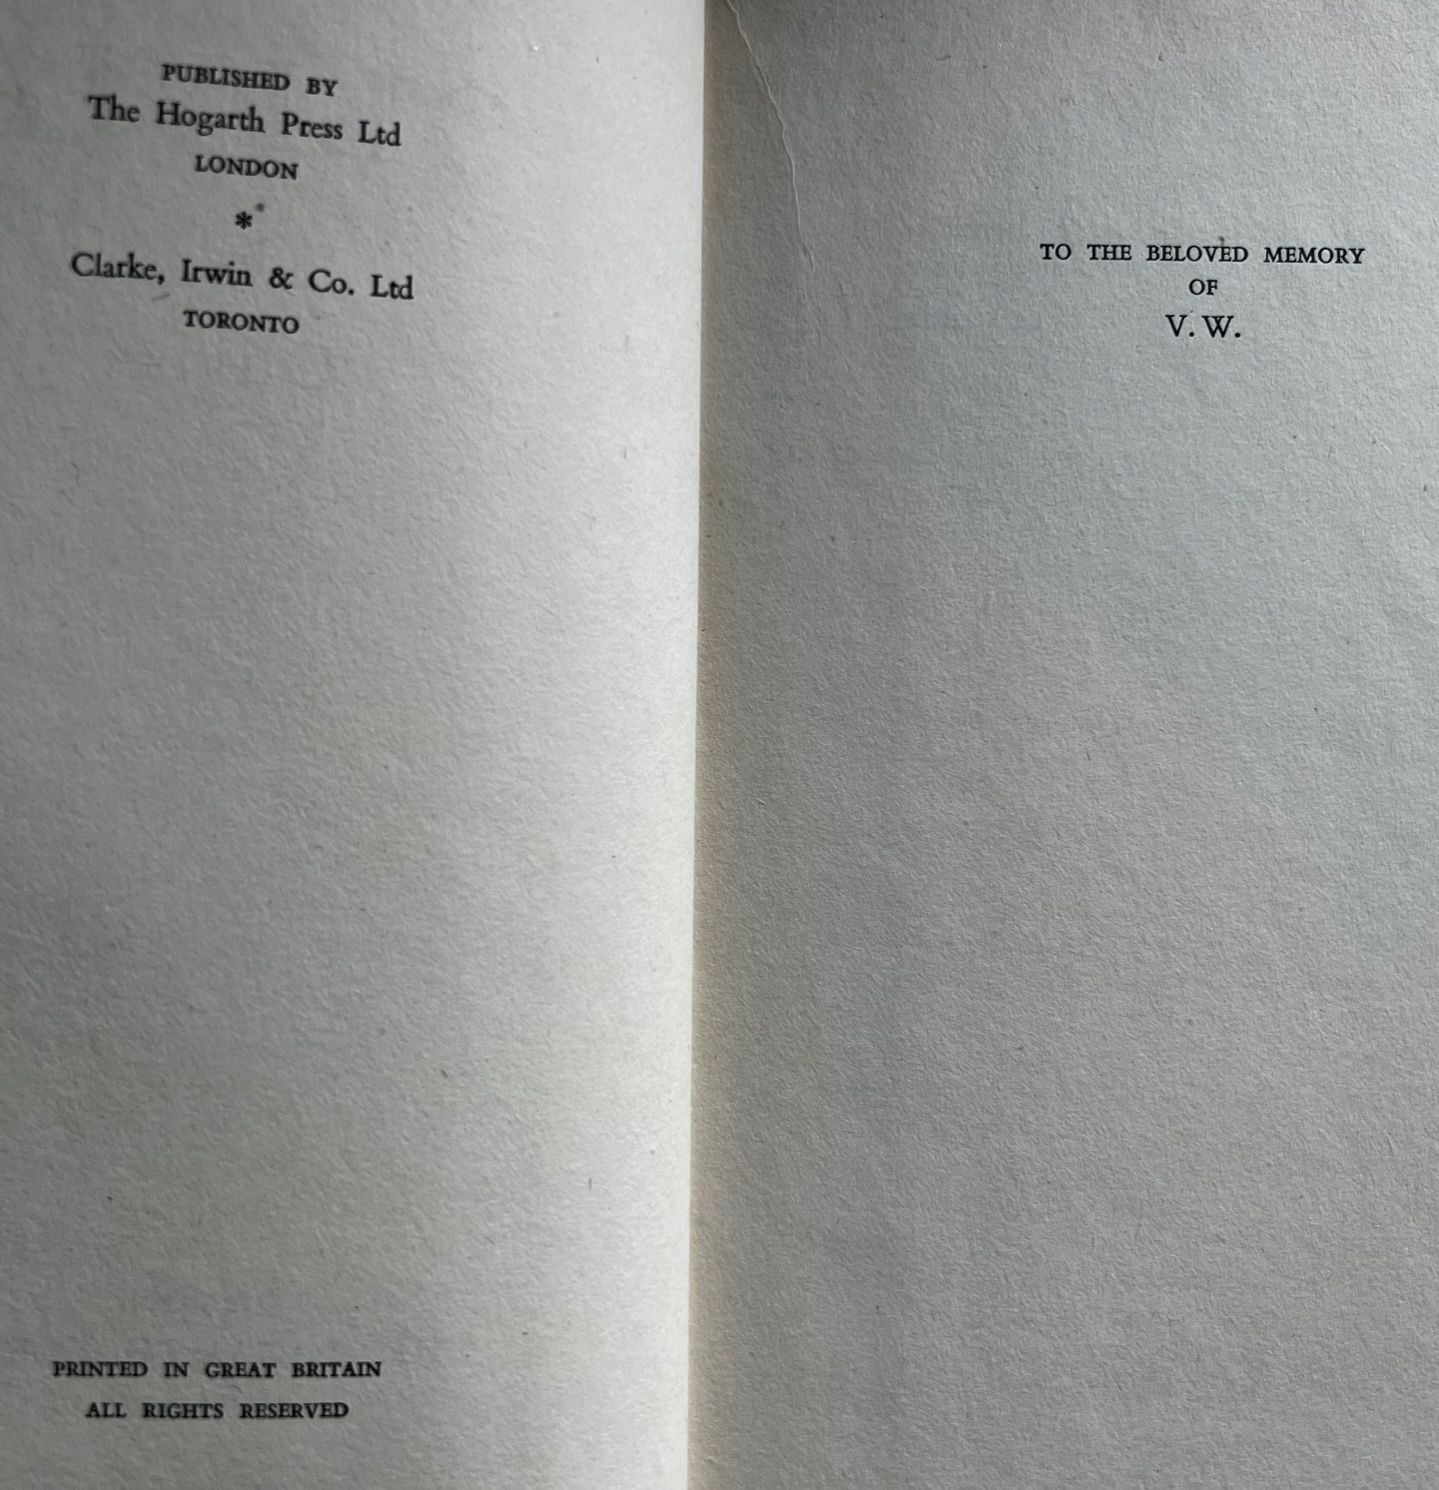 PUBLISHED BY
The Hogarth Press Ltd
LONDON
*
Clarke, Irwin & Co. Ltd
TORONTO
PRINTED IN GREAT BRITAIN
ALL RIGHTS RESERVED
TO THE BELOVED MEMORY
OF
V. W.